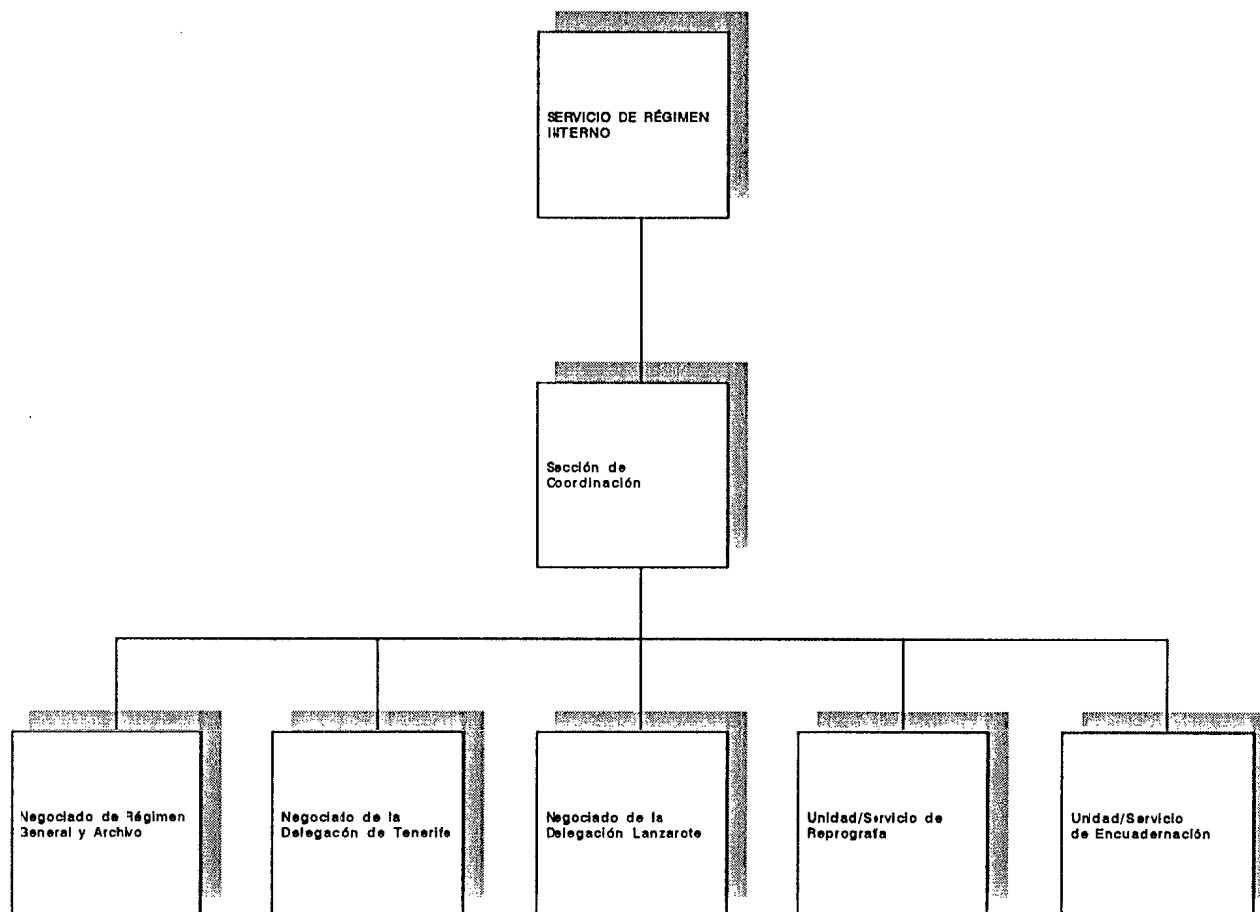 SERVICIO DE RÉGIMEN
INTERNO
Sección de
Coordinación
Negociado de Régimen
General y Archivo
Negociado de la
Delegacón de Tenerife
Negociado de la
Delegación Lanzarote
Unidad/Servicio de
Reprografa
Unidad/Servicio
de Encuadernación